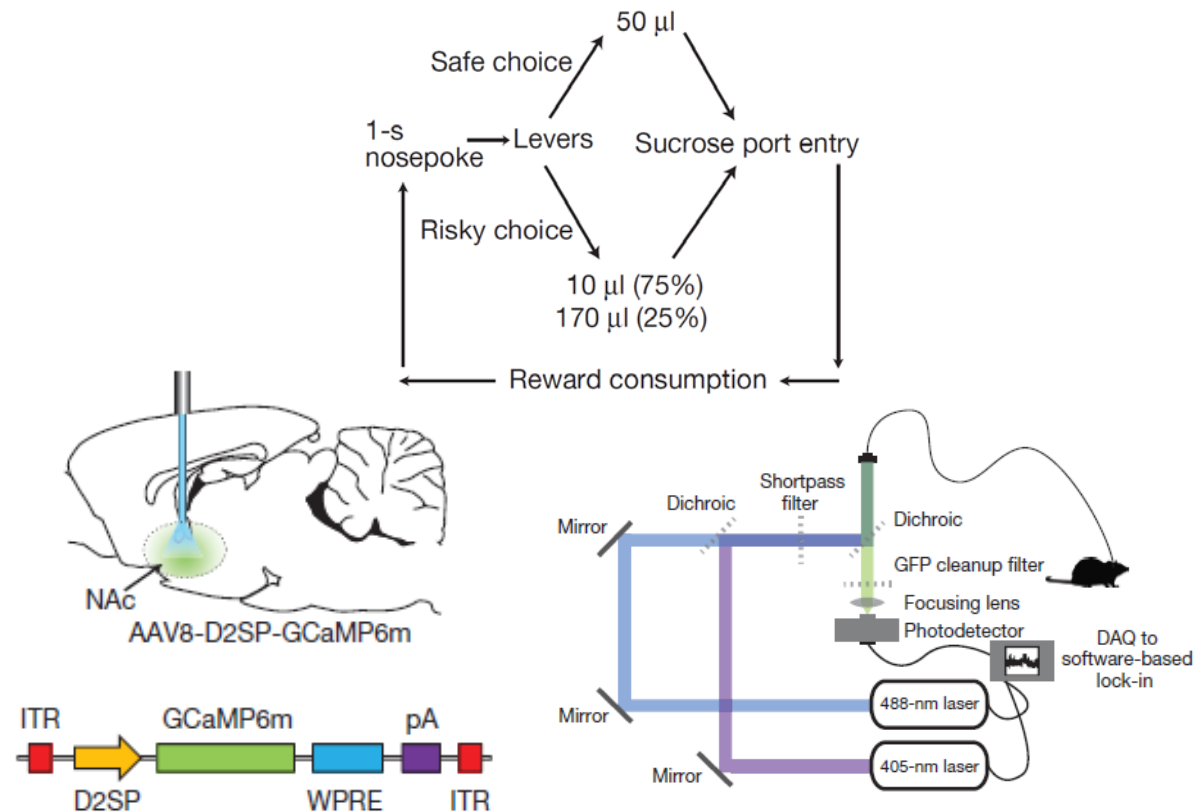 50 µl
Safe choice
1-s
nosepoke
Levers
Sucrose port entry
Risky choice
10 µl (75%)
170 µl (25%)
Reward consumption
NAc
AAV8-D2SP-GCaMP6m
ITR
GCaMP6m
pA
D2SP
WPRE
ITR
Mirror
Dichroic
Shortpass
filter
Dichroic
GFP cleanup filter
Focusing lens
Photodetector
DAQ to
software-based
lock-in
Mirror
488-nm laser
Mirror
405-nm laser